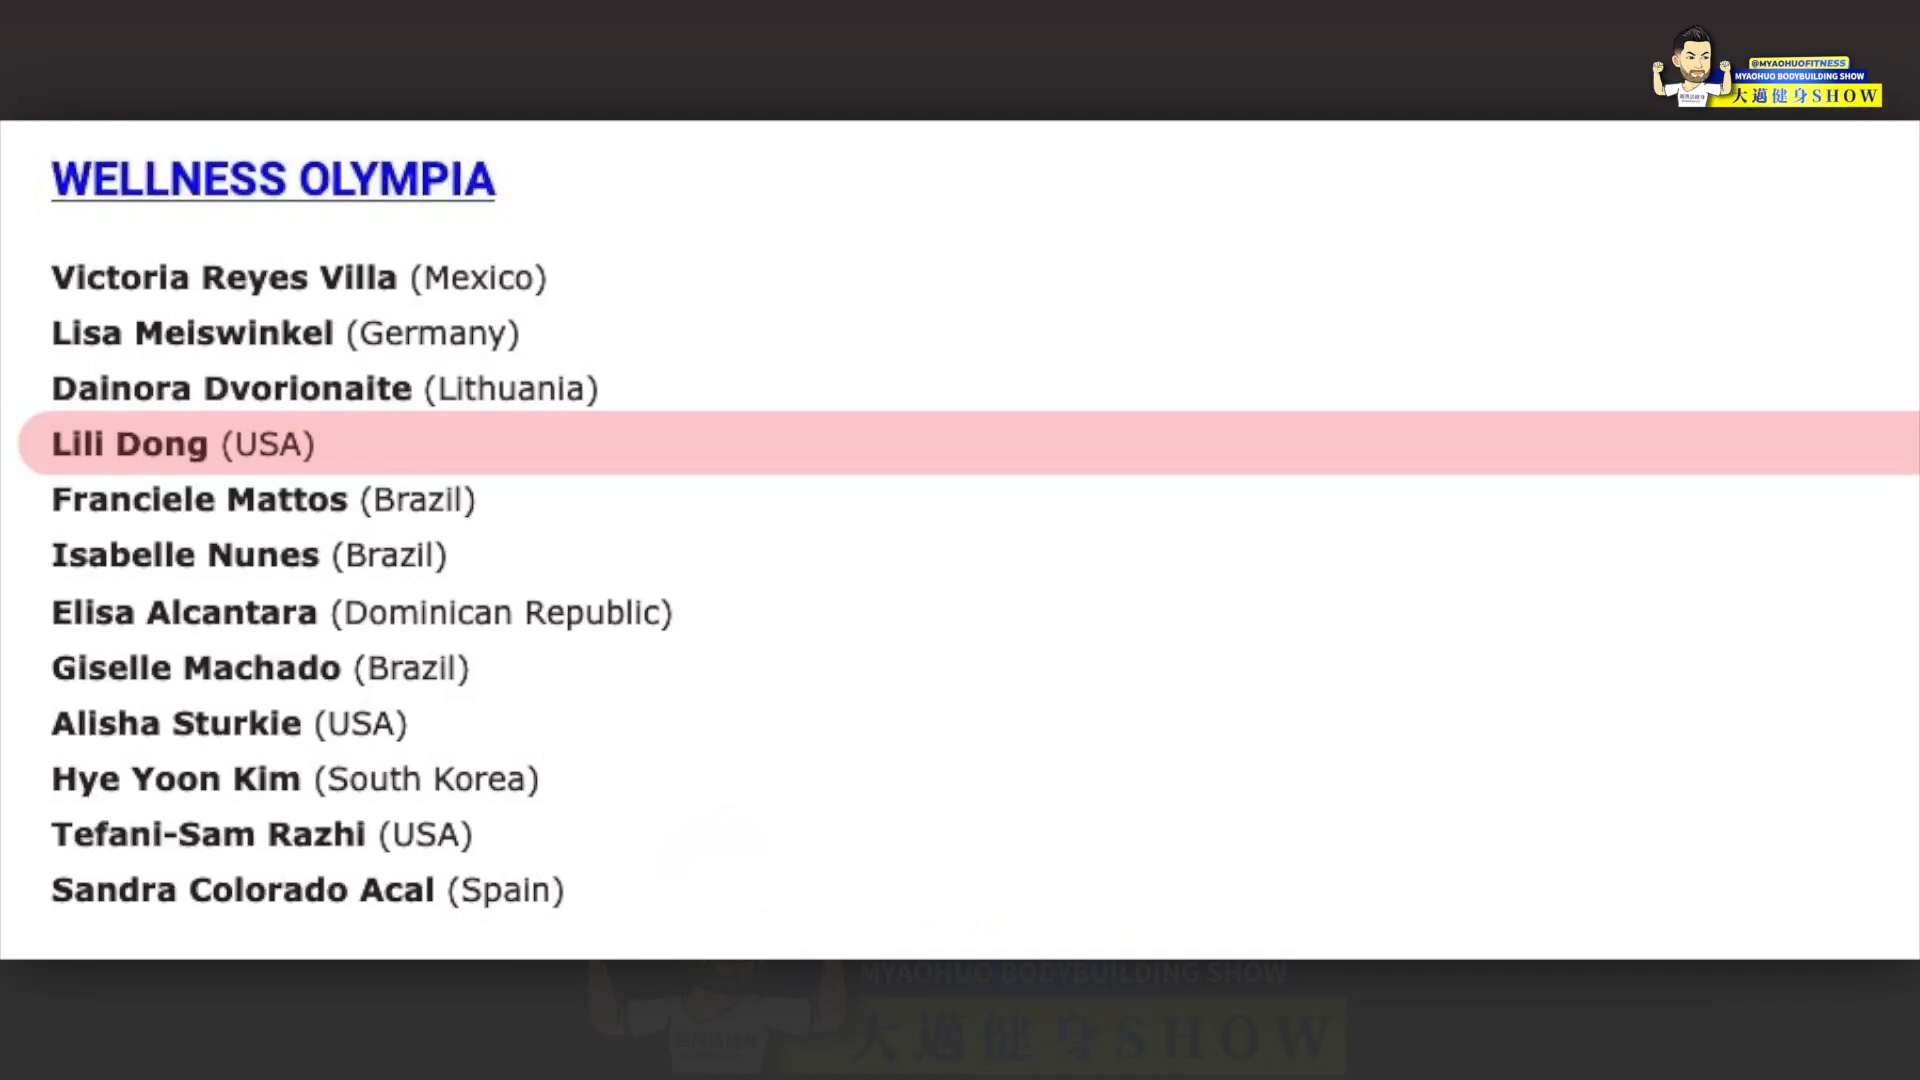 @MYAOHUOFITNESS
MYAOHUO BODYBUILDING SHOW
大邁健身SHOW
WELLNESS OLYMPIA
Victoria Reyes Villa (Mexico)
Lisa Meiswinkel (Germany)
Dainora Dvorionaite (Lithuania)
Lili Dong (USA)
Franciele Mattos (Brazil)
Isabelle Nunes (Brazil)
Elisa Alcantara (Dominican Republic)
Giselle Machado (Brazil)
Alisha Sturkie (USA)
Hye Yoon Kim (South Korea)
Tefani-Sam Razhi (USA)
Sandra Colorado Acal (Spain)
MYAOHUO BODYBUILDING SHOW
大邁健身SHOW